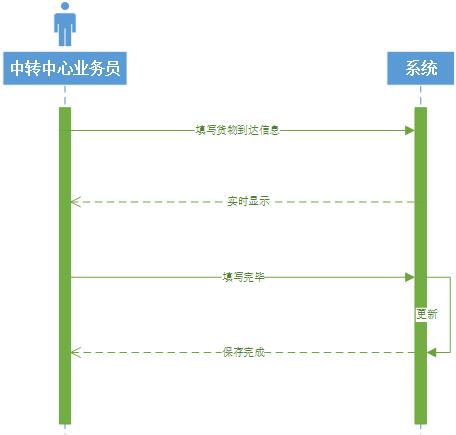 中转中心业务员
系统
填写货物到达信息
实时显示
填写完毕
更新
保存完成